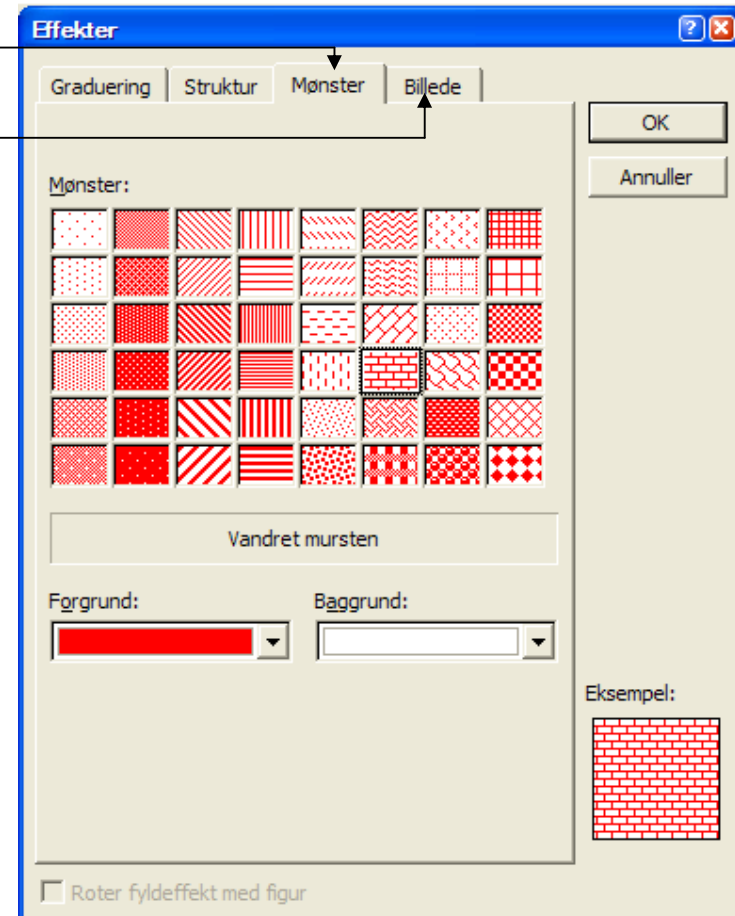 Effekter
Graduering Struktur Mønster Billede
OK
Annuller
Mønster:
Vandret mursten
Forgrund: Baggrund:
Eksempel:
Roter fyldeffekt med figur